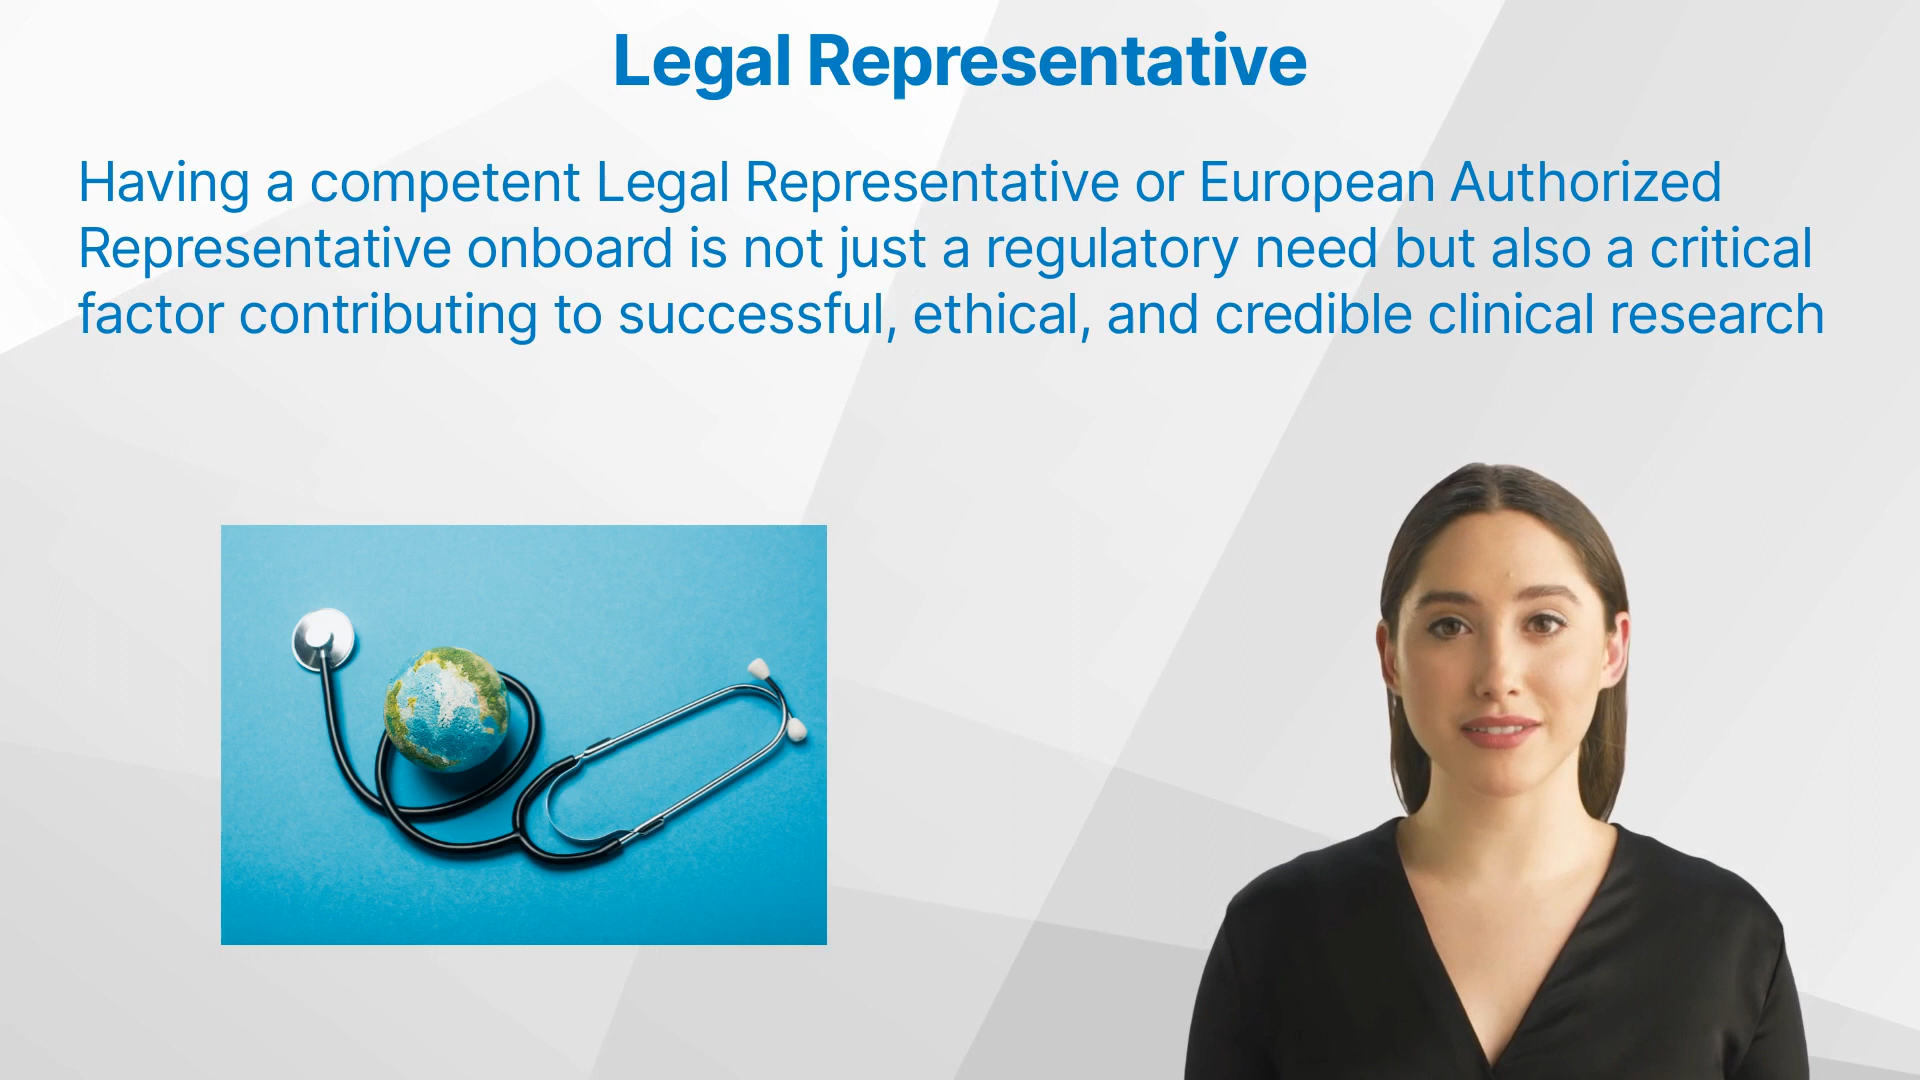 Legal Representative
Having a competent Legal Representative or European Authorized
Representative onboard is not just a regulatory need but also a critical
factor contributing to successful, ethical, and credible clinical research